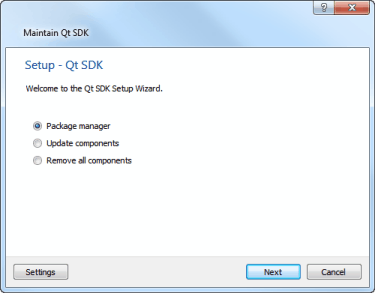 Maintain Qt SDK
Setup - Qt SDK
Welcome to the Qt SDK Setup Wizard.
Package manager
Update components
Remove all components
Settings
Next
Cancel